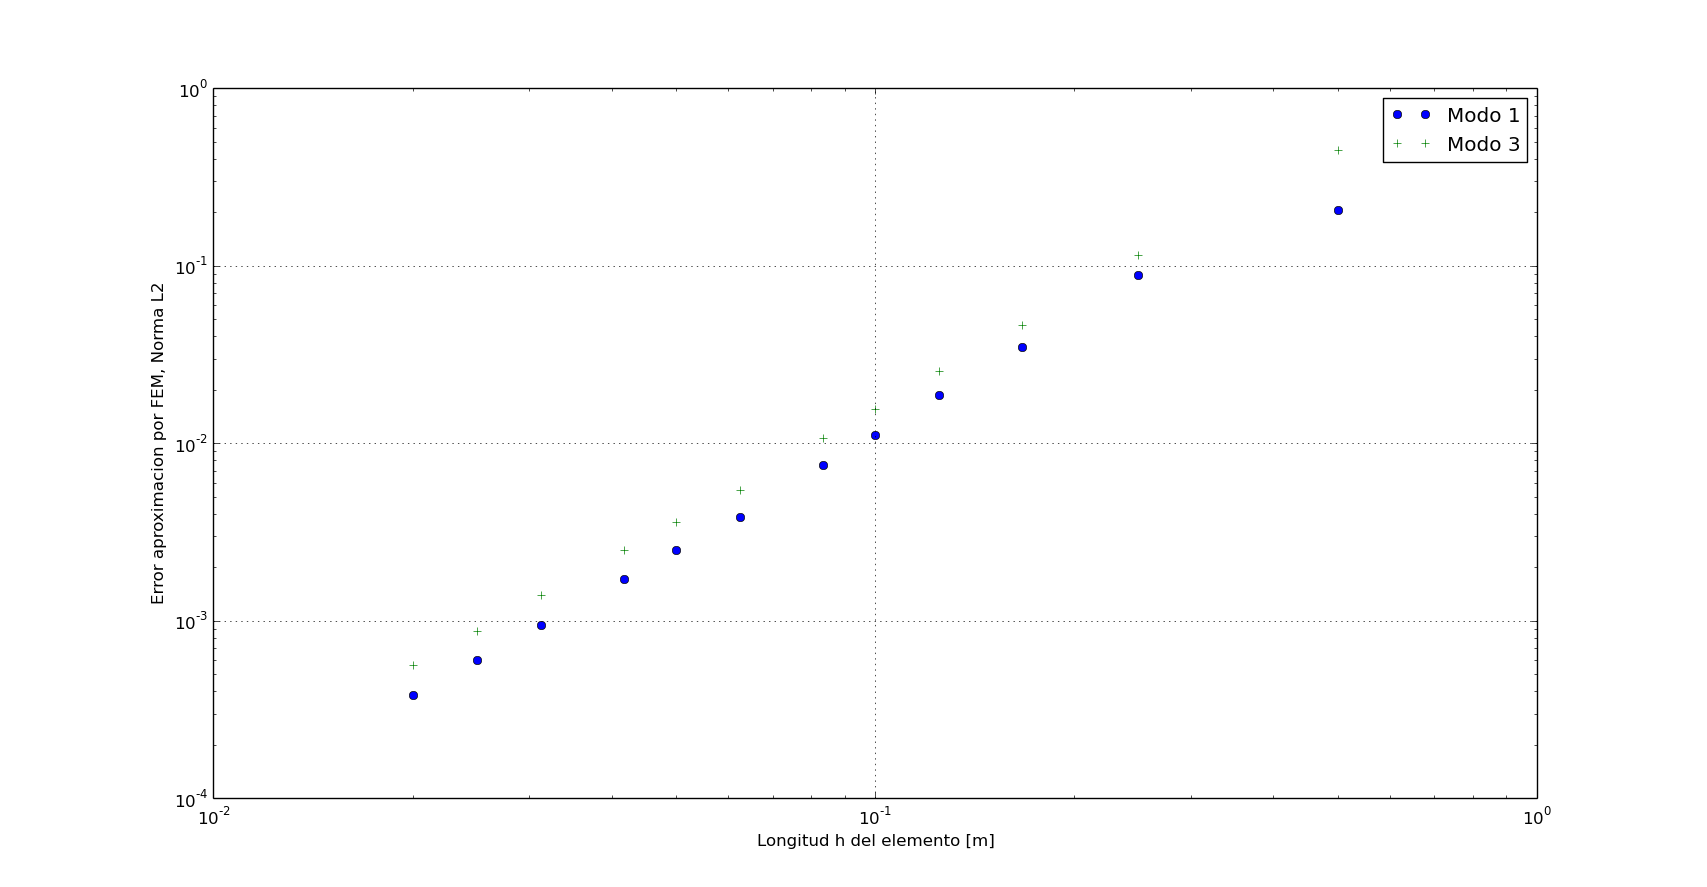 10^0
10^-1
10^-2
10^-3
10^-4
Error aproximacion por FEM, Norma L2
Modo 1
Modo 3
10^-2
10^-1
10^0
Longitud h del elemento [m]